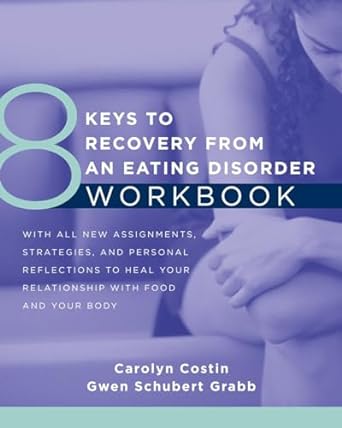 8 KEYS TO
RECOVERY FROM
AN EATING DISORDER
WORKBOOK
WITH ALL NEW ASSIGNMENTS,
STRATEGIES, AND PERSONAL
REFLECTIONS TO HEAL YOUR
RELATIONSHIP WITH FOOD
AND YOUR BODY
Carolyn Costin
Gwen Schubert Grabb